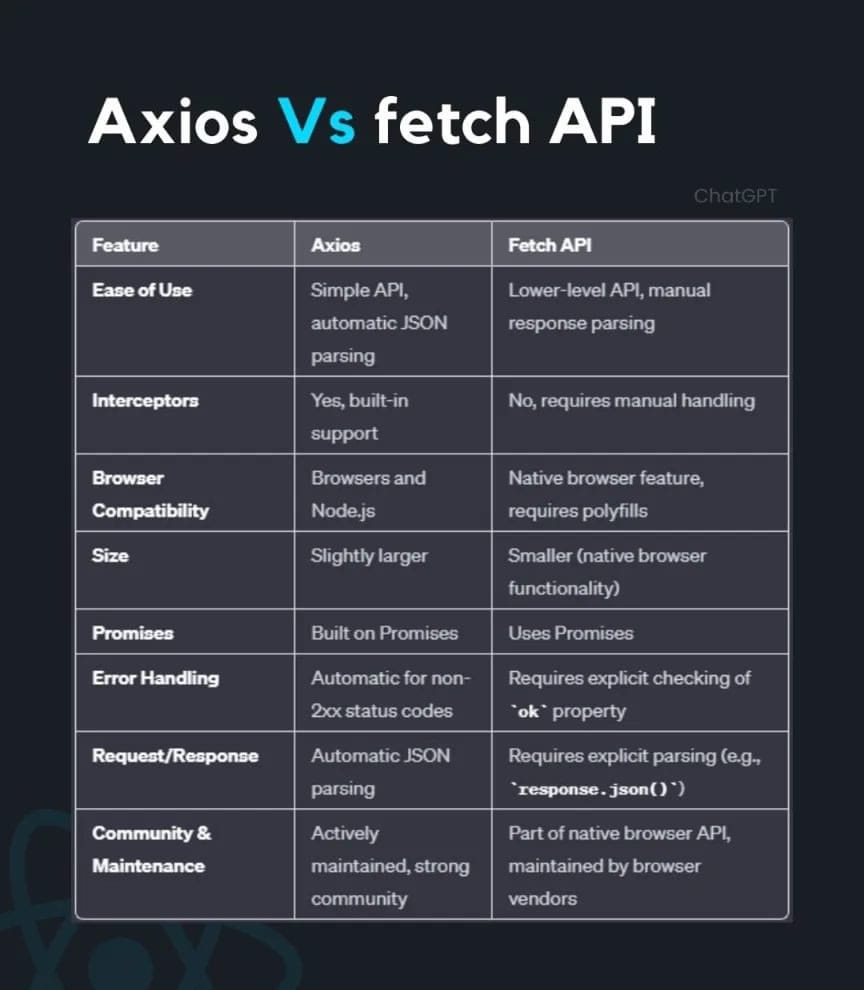 Axios Vs fetch API
ChatGPT
Feature Axios Fetch API
Ease of Use
Simple API,
automatic JSON
parsing
Lower-level API, manual
response parsing
Interceptors
Yes, built-in
support
No, requires manual handling
Browser
Compatibility
Browsers and
Node.js
Native browser feature,
requires polyfills
Size
Slightly larger
Smaller (native browser
functionality)
Promises
Built on Promises
Uses Promises
Error Handling
Automatic for non-
2xx status codes
Requires explicit checking of
`ok` property
Request/Response
Automatic JSON
parsing
Requires explicit parsing (e.g.,
`response.json()`)
Community &
Maintenance
Actively
maintained, strong
community
Part of native browser API,
maintained by browser
vendors